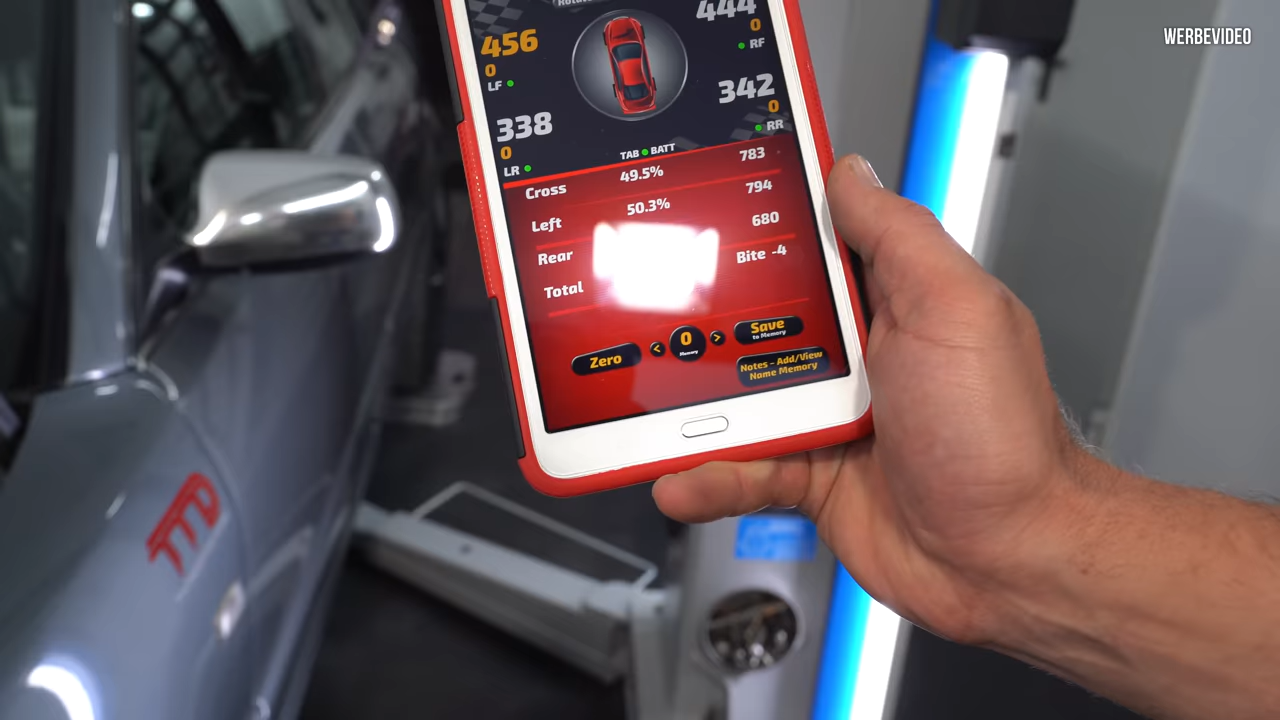 WERBEVIDEO
456
0
LF
444
0
RF
338
0
LR
342
0
RR
TAB BATT
Cross 49.5% 783
Left 50.3% 794
Rear 680
Total Bite -4
Zero < 0 > Save
Memory to Memory
Notes - Add/View
Name Memory
TTD